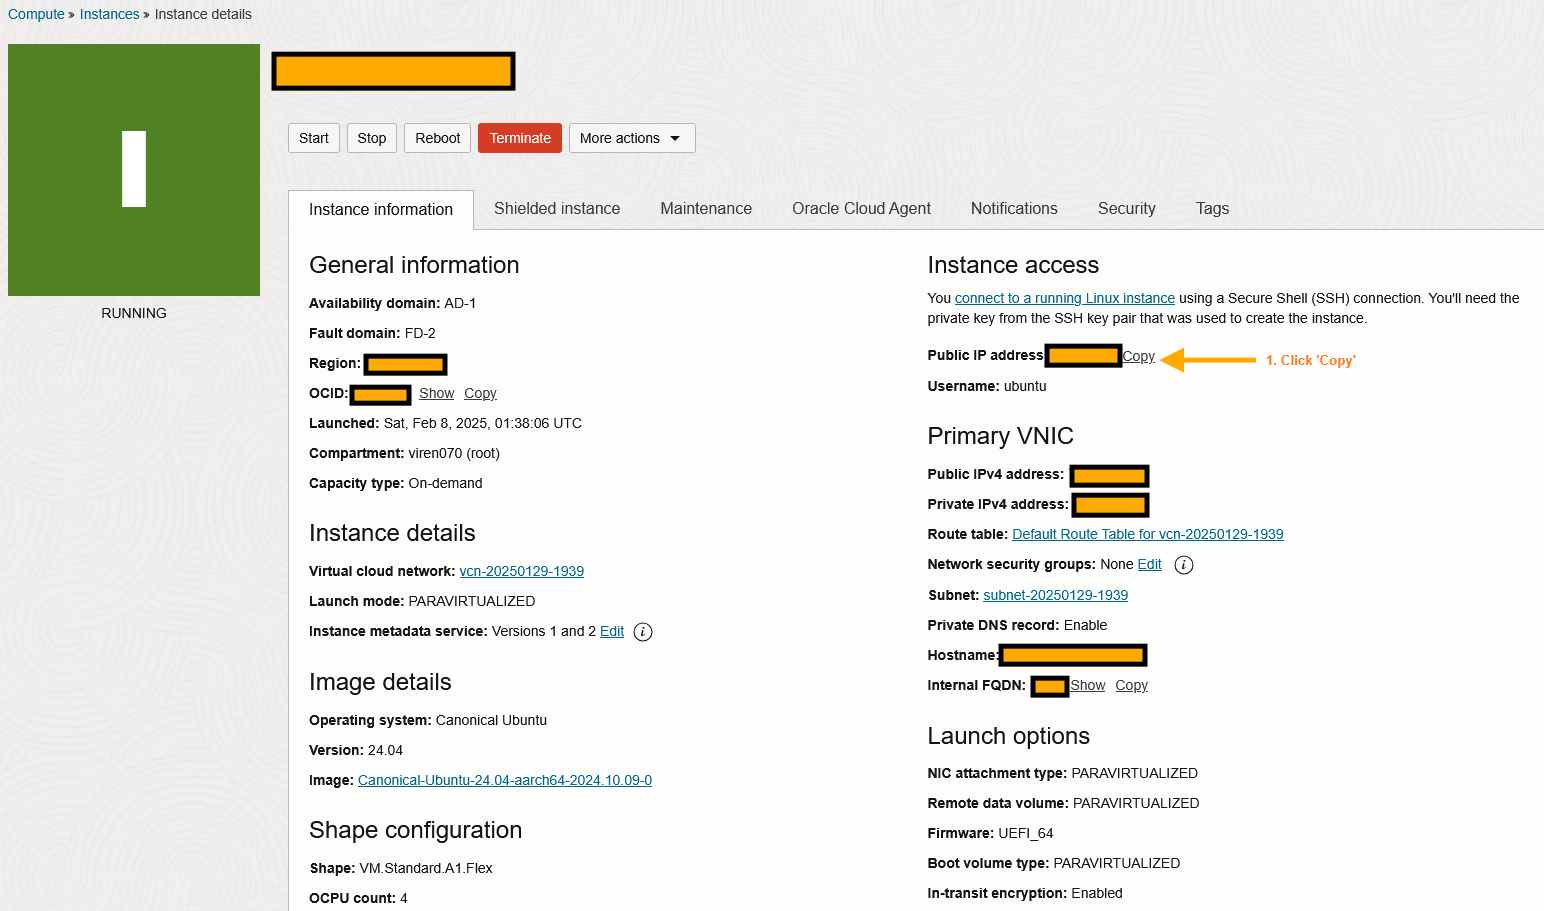 Compute » Instances » Instance details
I
RUNNING
Start Stop Reboot Terminate More actions
Instance information Shielded instance Maintenance Oracle Cloud Agent Notifications Security Tags
General information
Availability domain: AD-1
Fault domain: FD-2
Region:
OCID: Show Copy
Launched: Sat, Feb 8, 2025, 01:38:06 UTC
Compartment: viren070 (root)
Capacity type: On-demand
Instance details
Virtual cloud network: vcn-20250129-1939
Launch mode: PARAVIRTUALIZED
Instance metadata service: Versions 1 and 2 Edit i
Image details
Operating system: Canonical Ubuntu
Version: 24.04
Image: Canonical-Ubuntu-24.04-aarch64-2024.10.09-0
Shape configuration
Shape: VM.Standard.A1.Flex
OCPU count: 4
Instance access
You connect to a running Linux instance using a Secure Shell (SSH) connection. You'll need the
private key from the SSH key pair that was used to create the instance.
Public IP address Copy 1. Click 'Copy'
Username: ubuntu
Primary VNIC
Public IPv4 address:
Private IPv4 address:
Route table: Default Route Table for vcn-20250129-1939
Network security groups: None Edit i
Subnet: subnet-20250129-1939
Private DNS record: Enable
Hostname:
Internal FQDN: Show Copy
Launch options
NIC attachment type: PARAVIRTUALIZED
Remote data volume: PARAVIRTUALIZED
Firmware: UEFI_64
Boot volume type: PARAVIRTUALIZED
In-transit encryption: Enabled